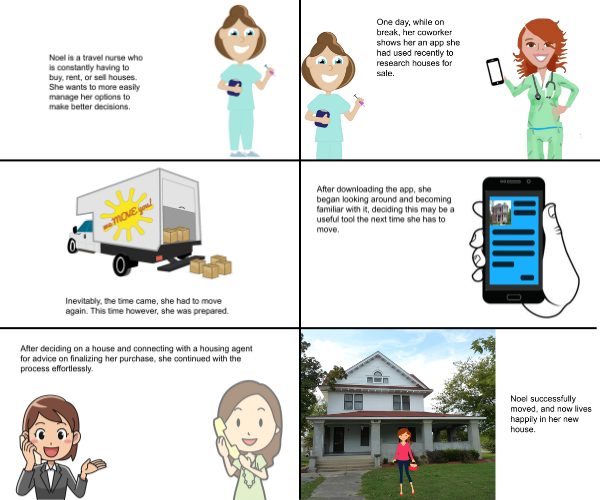 Noel is a travel nurse who
is constantly having to
buy, rent, or sell houses.
She wants to more easily
manage her options to
make better decisions.
One day, while on
break, her coworker
shows her an app she
had used recently to
research houses for
sale.
we MOVE you!
Inevitably, the time came, she had to move
again. This time however, she was prepared.
After downloading the app, she
began looking around and becoming
familiar with it, deciding this may be a
useful tool the next time she has to
move.
After deciding on a house and connecting with a housing agent
for advice on finalizing her purchase, she continued with the
process effortlessly.
Noel successfully
moved, and now lives
happily in her new
house.